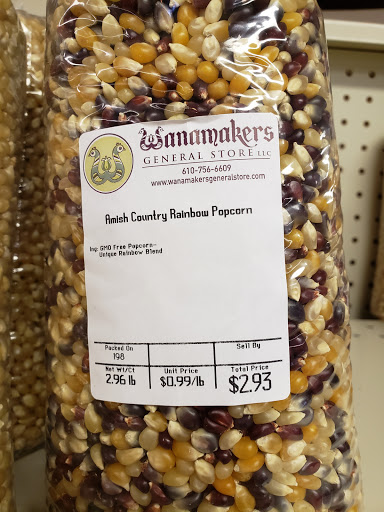 Wanamakers
GENERAL STORE LLC
610-756-6609
www.wanamakersgeneralstore.com
Amish Country Rainbow Popcorn
Ing: GMO Free Popcorn-
Unique Rainbow Blend
Packed On Sell By
198
Net Wt/Ct Unit Price Total Price
2.96 lb $0.99/lb $2.93